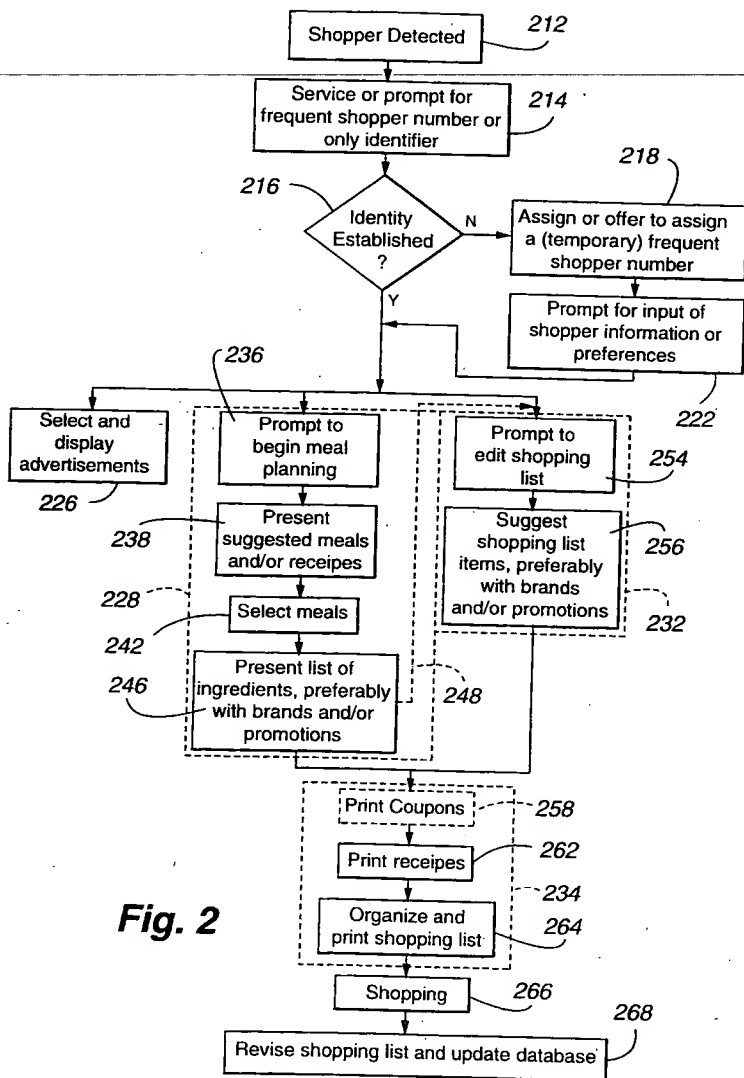 Shopper Detected
212
Service or prompt for
frequent shopper number or
only identifier
214
216
Identity
Established
?
N
Y
218
Assign or offer to assign
a (temporary) frequent
shopper number
Prompt for input of
shopper information or
preferences
222
236
Select and
display
advertisements
226
Prompt to
begin meal
planning
Prompt to
edit shopping
list
254
238
Present
suggested meals
and/or receipes
Suggest
shopping list
items, preferably
with brands
and/or promotions
256
228
232
Select meals
242
Present list of
ingredients, preferably
with brands and/or
promotions
246
248
Print Coupons
258
Print receipes
262
234
Organize and
print shopping list
264
Fig. 2
Shopping
266
268
Revise shopping list and update database